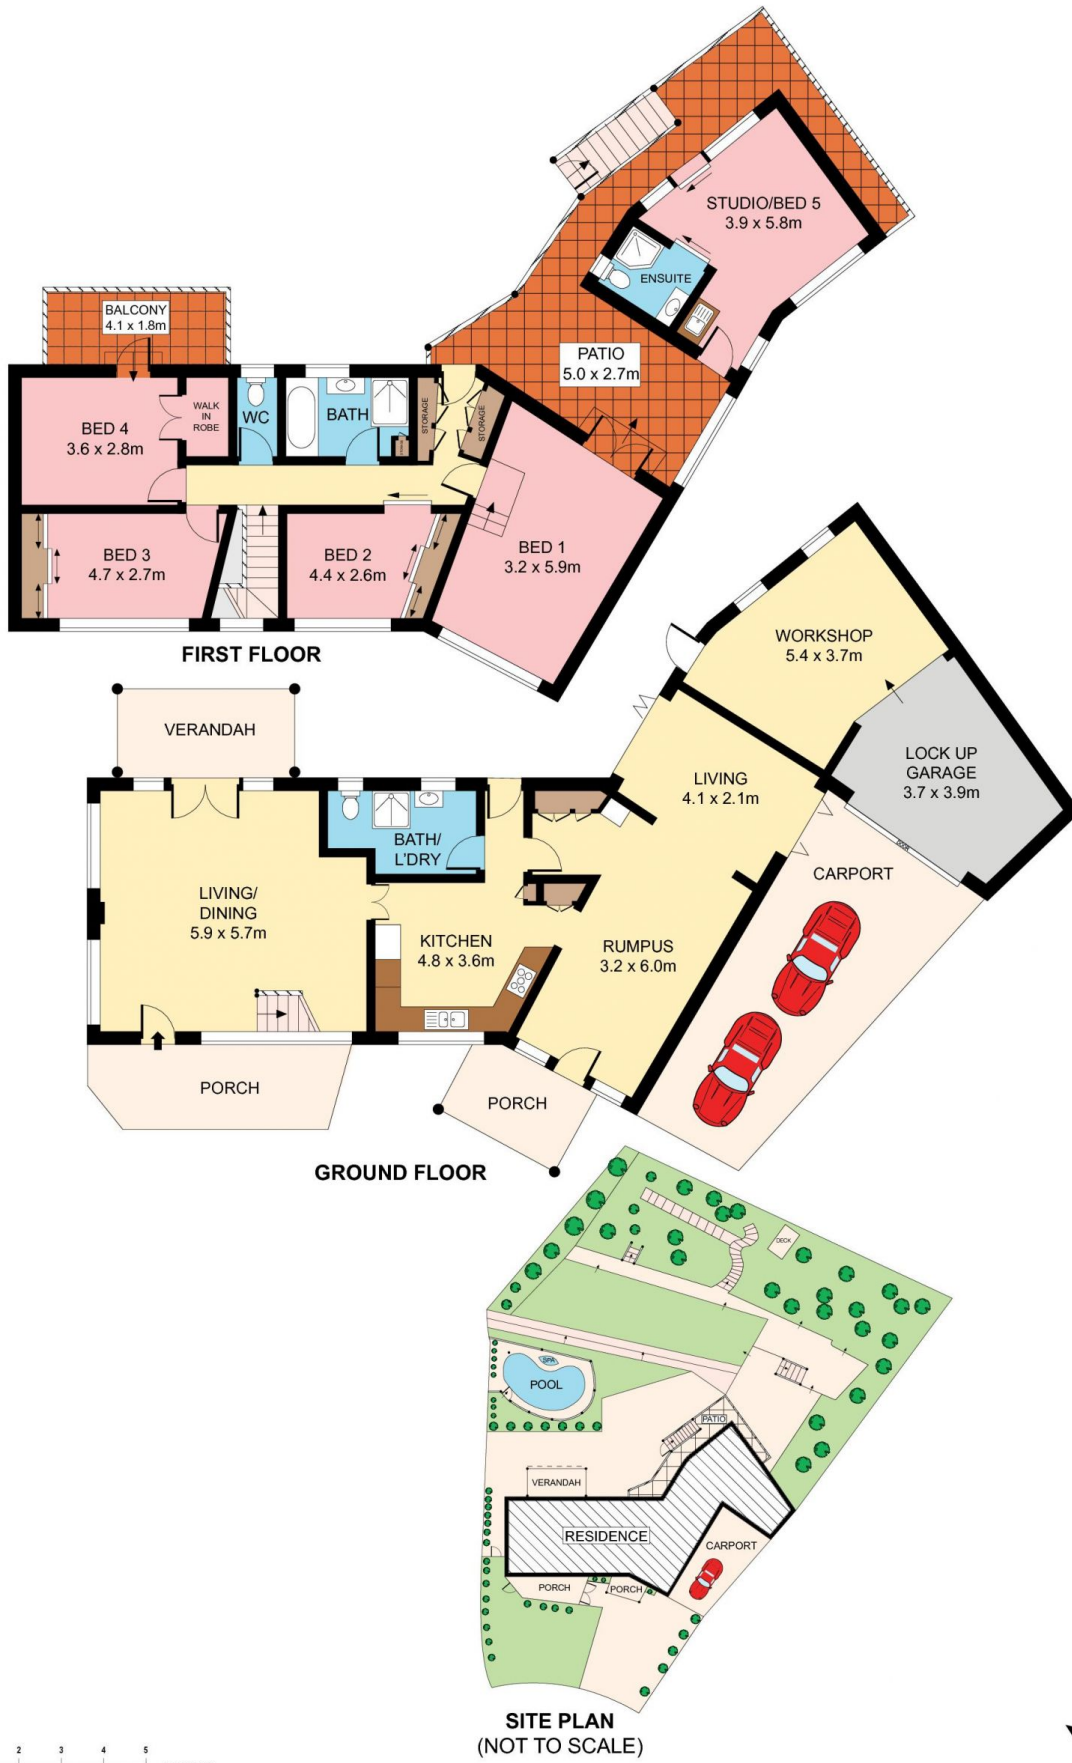 STUDIO/BED 5
3.9 x 5.8m
ENSUITE
BALCONY
4.1 x 1.8m
PATIO
5.0 x 2.7m
BED 4
3.6 x 2.8m
WALK
IN
ROBE
WC
BATH
STORAGE
STORAGE
BED 3
4.7 x 2.7m
BED 2
4.4 x 2.6m
BED 1
3.2 x 5.9m
FIRST FLOOR
WORKSHOP
5.4 x 3.7m
VERANDAH
LIVING
4.1 x 2.1m
LOCK UP
GARAGE
3.7 x 3.9m
DOOR
BATH/
L'DRY
CARPORT
LIVING/
DINING
5.9 x 5.7m
KITCHEN
4.8 x 3.6m
RUMPUS
3.2 x 6.0m
PORCH
PORCH
GROUND FLOOR
DECK
SPA
POOL
PATIO
VERANDAH
RESIDENCE
CARPORT
PORCH
PORCH
SITE PLAN
(NOT TO SCALE)
2 3 4 5